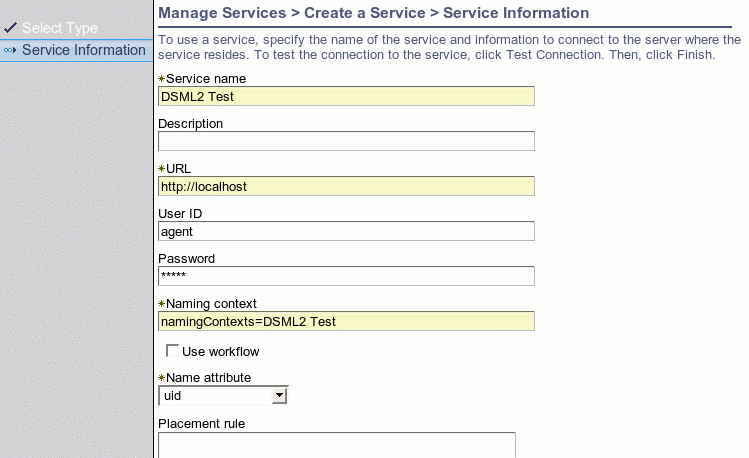 Select Type
Service Information
Manage Services > Create a Service > Service Information
To use a service, specify the name of the service and information to connect to the server where the
service resides. To test the connection to the service, click Test Connection. Then, click Finish.
*Service name
DSML2 Test
Description
*URL
http://localhost
User ID
agent
Password
*****
*Naming context
namingContexts=DSML2 Test
Use workflow
*Name attribute
uid
Placement rule